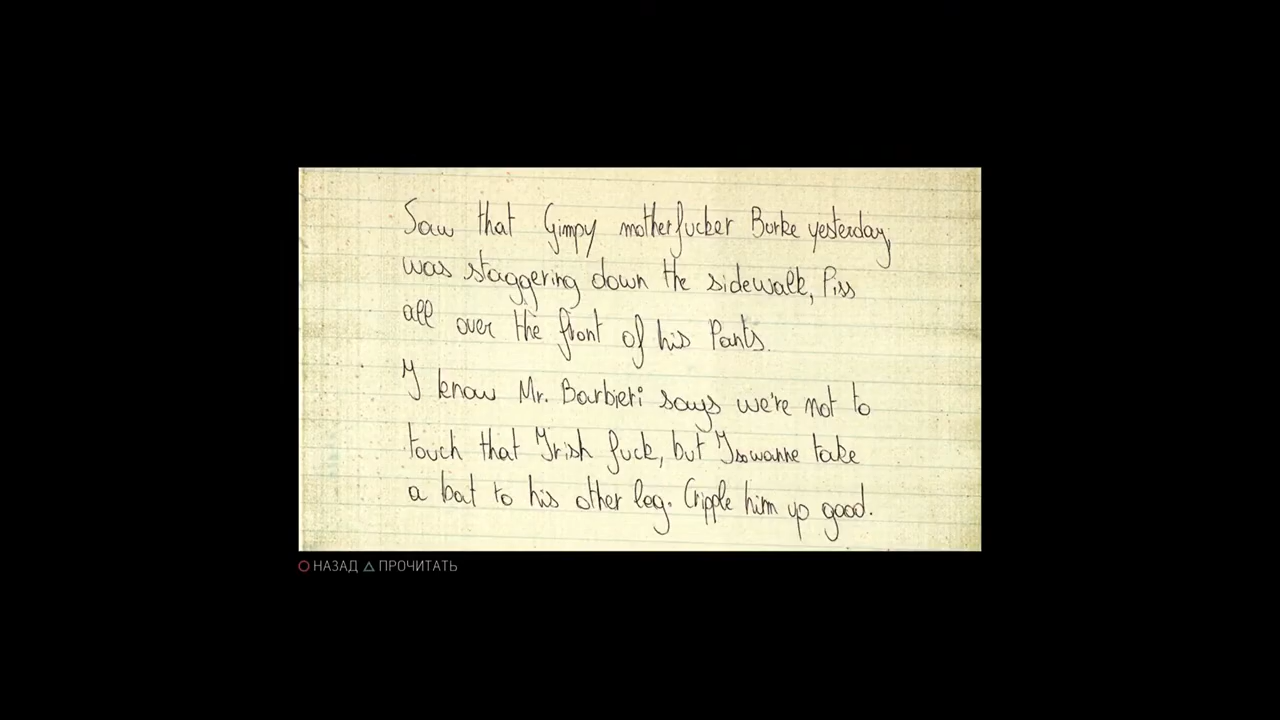 Saw that Gimpy motherfucker Burke yesterday,
was staggering down the sidewalk, Piss
all over the front of his Pants.
I know Mr. Barbieri says we're not to
touch that Irish fuck, but I so wanne take
a bat to his other leg. Cripple him up good.
НАЗАД ПРОЧИТАТЬ